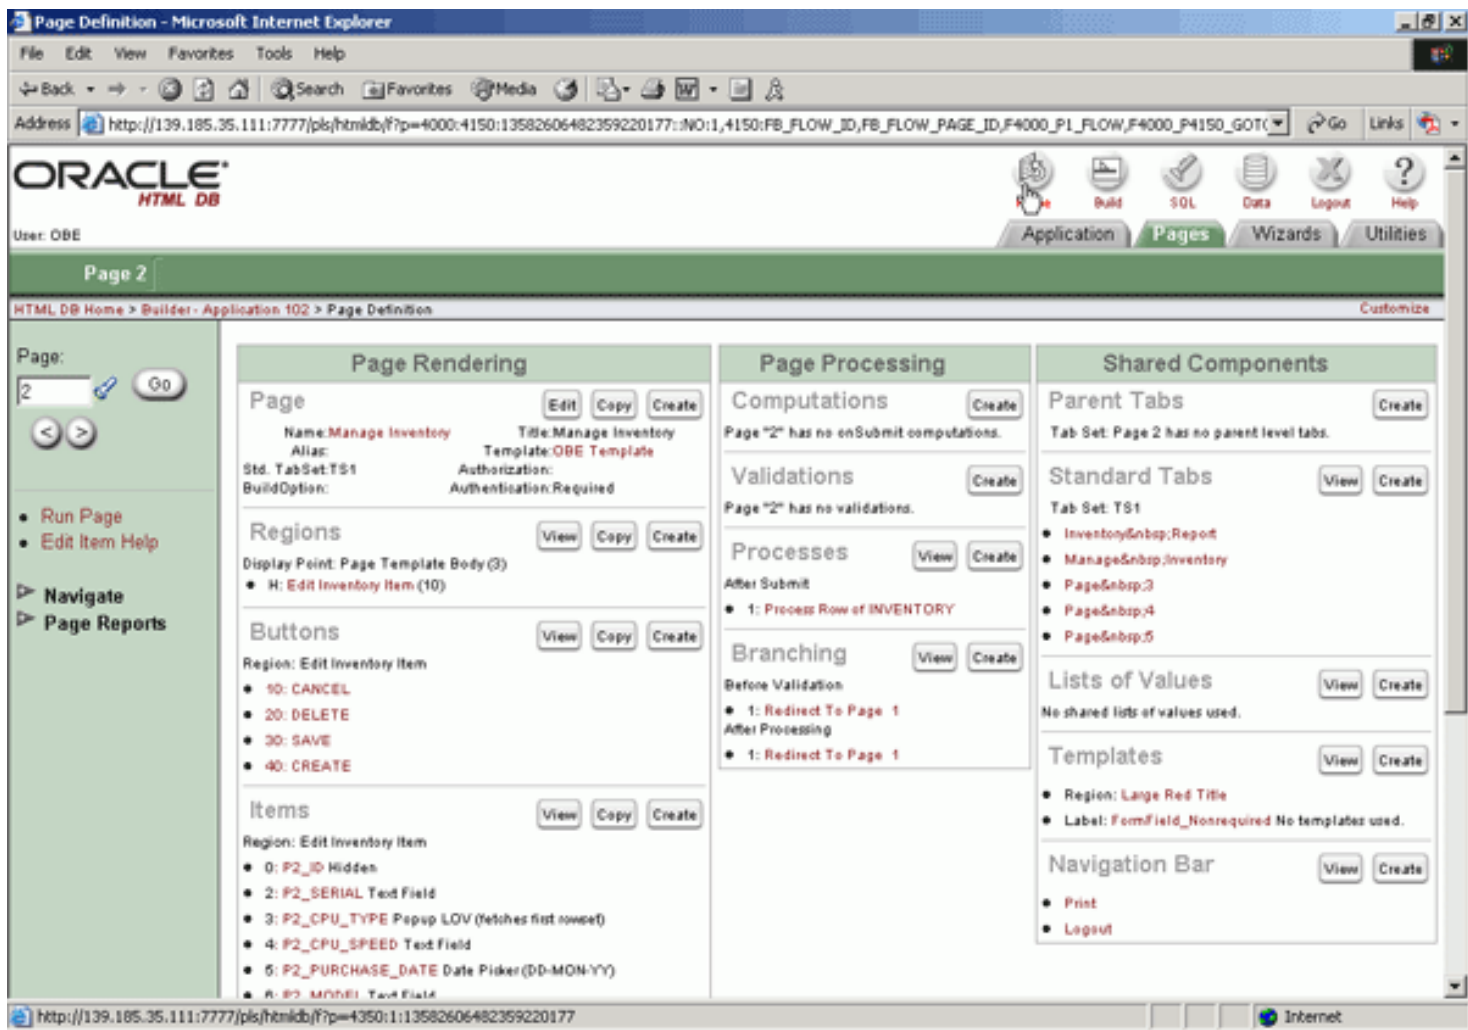 Page Definition - Microsoft Internet Explorer
File Edit View Favorites Tools Help
Back Search Favorites Media
Address http://139.185.35.111:7777/pls/htmldb/f?p=4000:4150:13582606482359220177::NO:1,4150:FB_FLOW_ID,FB_FLOW_PAGE_ID,F4000_P1_FLOW,F4000_P4150_GOTO Go Links
ORACLE
HTML DB
Build SQL Data Logout Help
User: OBE
Application Pages Wizards Utilities
Page 2
HTML DB Home > Builder - Application 102 > Page Definition Customize
Page:
2 Go
< >
Run Page
Edit Item Help
Navigate
Page Reports
Page Rendering
Page Edit Copy Create
Name:Manage Inventory Title:Manage Inventory
Alias: Template:OBE Template
Std. TabSet:TS1 Authorization:
BuildOption: Authentication:Required
Regions View Copy Create
Display Point: Page Template Body (3)
H: Edit Inventory Item (10)
Buttons View Copy Create
Region: Edit Inventory Item
10: CANCEL
20: DELETE
30: SAVE
40: CREATE
Items View Copy Create
Region: Edit Inventory Item
0: P2_ID Hidden
2: P2_SERIAL Text Field
3: P2_CPU_TYPE Popup LOV (fetches first rowset)
4: P2_CPU_SPEED Text Field
5: P2_PURCHASE_DATE Date Picker (DD-MON-YY)
6: P2_MODEL Text Field
Page Processing
Computations Create
Page "2" has no onSubmit computations.
Validations Create
Page "2" has no validations.
Processes View Create
After Submit
1: Process Row of INVENTORY
Branching View Create
Before Validation
1: Redirect To Page 1
After Processing
1: Redirect To Page 1
Shared Components
Parent Tabs Create
Tab Set: Page 2 has no parent level tabs.
Standard Tabs View Create
Tab Set: TS1
Inventory&nbsp;Report
Manage&nbsp;Inventory
Page&nbsp;3
Page&nbsp;4
Page&nbsp;5
Lists of Values View Create
No shared lists of values used.
Templates View Create
Region: Large Red Title
Label: FormField_Nonrequired No templates used.
Navigation Bar View Create
Print
Logout
http://139.185.35.111:7777/pls/htmldb/f?p=4350:1:13582606482359220177 Internet